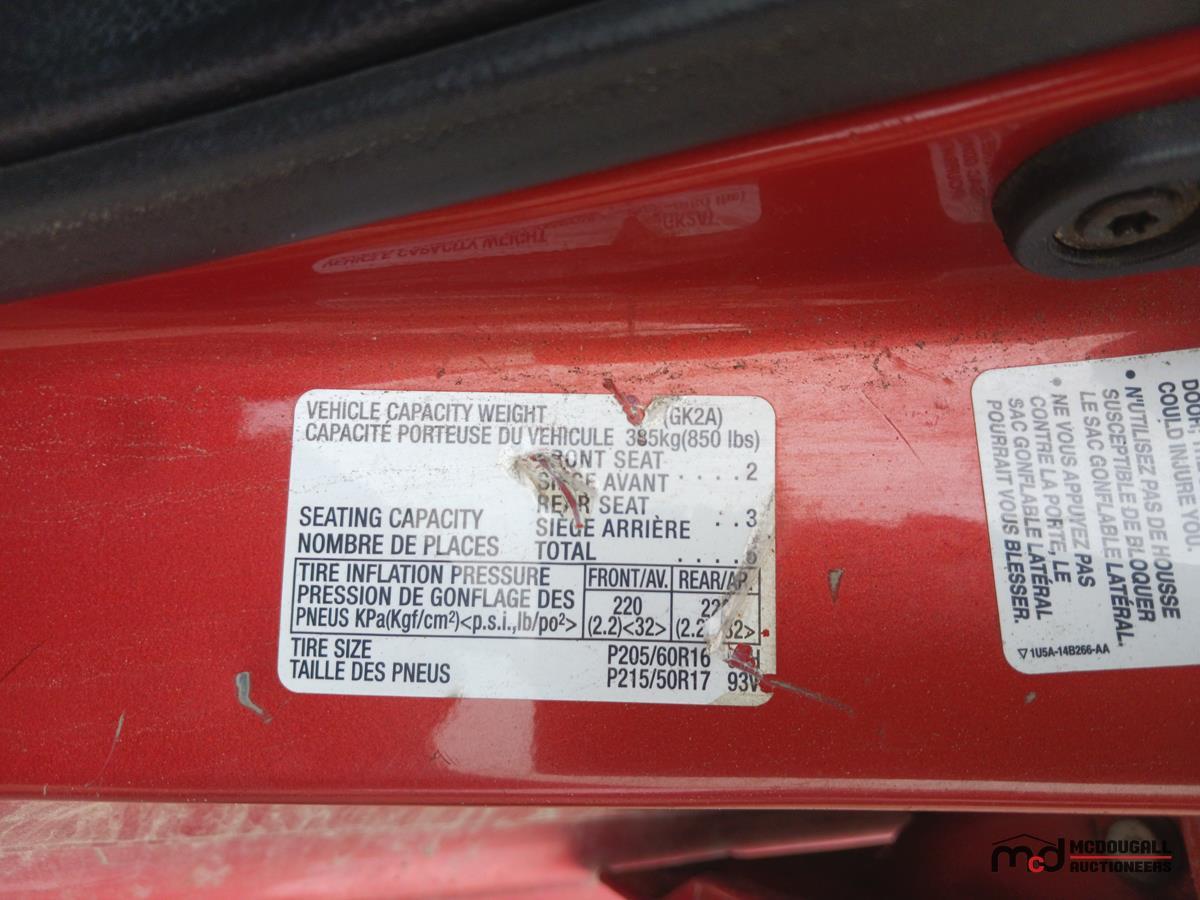 VEHICLE CAPACITY WEIGHT (GK2A)
CAPACITÉ PORTEUSE DU VEHICULE 385kg(850 lbs)
FRONT SEAT
SIÈGE AVANT . . . . 2
REAR SEAT
SIÈGE ARRIÈRE . . 3
SEATING CAPACITY
NOMBRE DE PLACES
TOTAL . . . . 5
TIRE INFLATION PRESSURE FRONT/AV. REAR/AR.
PRESSION DE GONFLAGE DES
PNEUS KPa(Kgf/cm²)<p.s.i.,lb/po²>
220
(2.2)<32>
TIRE SIZE P205/60R16
TAILLE DES PNEUS P215/50R17 93V
COULD INJURE YOU.
• N'UTILISEZ PAS DE HOUSSE
SUSCEPTIBLE DE BLOQUER
LE SAC GONFLABLE LATÉRAL.
• NE VOUS APPUYEZ PAS
CONTRE LA PORTE, LE
SAC GONFLABLE LATÉRAL
POURRAIT VOUS BLESSER.
1U5A-14B266-AA
mcd MCDOUGALL
AUCTIONEERS